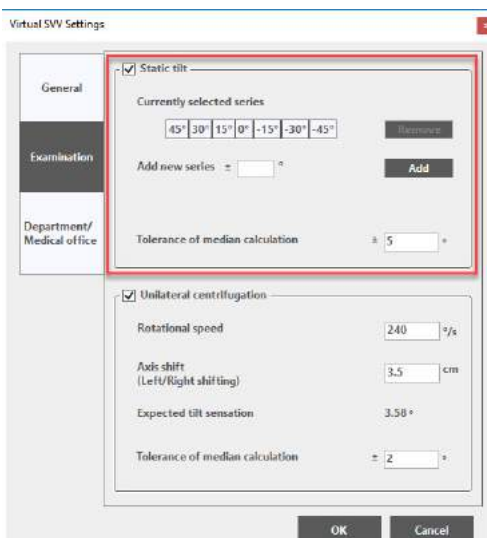 Virtual SVV Settings
x
General
Examination
Department/
Medical office
Static tilt
Currently selected series
45° 30° 15° 0° -15° -30° -45°
Remove
Add new series ± °
Add
Tolerance of median calculation ± 5 °
Unilateral centrifugation
Rotational speed 240 °/s
Axis shift
(Left/Right shifting) 3.5 cm
Expected tilt sensation 3.58 °
Tolerance of median calculation ± 2 °
OK Cancel